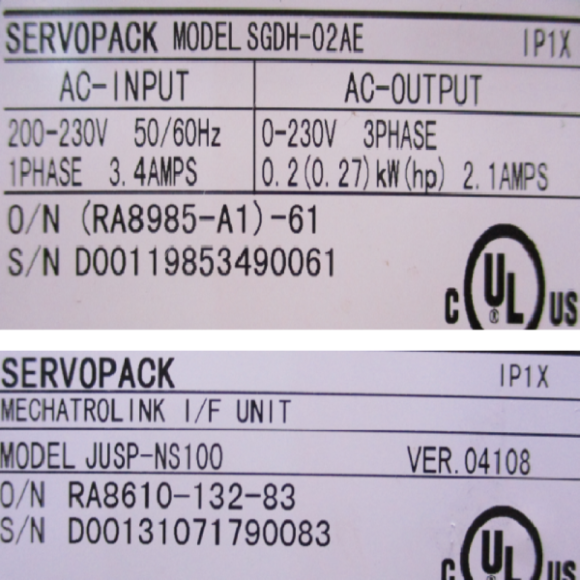 SERVOPACK MODEL SGDH-02AE IP1X
AC-INPUT AC-OUTPUT
200-230V 50/60Hz 0-230V 3PHASE
1PHASE 3.4AMPS 0.2(0.27)kW(hp) 2.1AMPS
O/N (RA8985-A1)-61
S/N D00119853490061
C UL® US
SERVOPACK IP1X
MECHATROLINK I/F UNIT
MODEL JUSP-NS100 VER.04108
O/N RA8610-132-83
S/N D00131071790083
C UL US